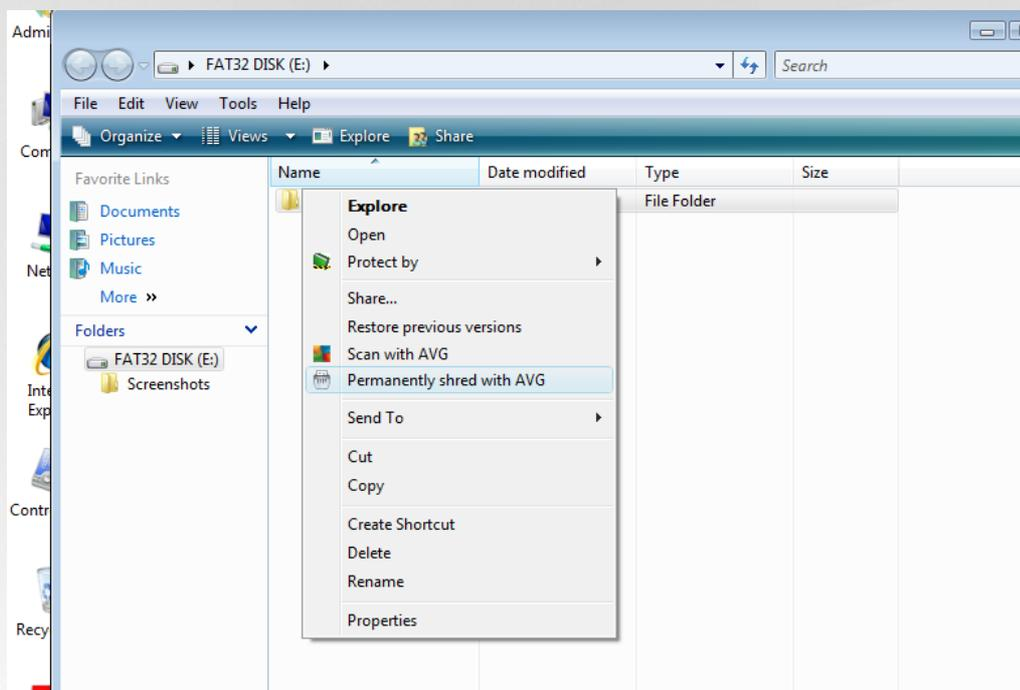 Admi
FAT32 DISK (E:)
Search
File Edit View Tools Help
Organize Views Explore Share
Com
Favorite Links
Name Date modified Type Size
Documents
File Folder
Pictures
Music
More »
Net
Folders
FAT32 DISK (E:)
Screenshots
Inte
Exp
Contr
Recy
Explore
Open
Protect by
Share...
Restore previous versions
Scan with AVG
Permanently shred with AVG
Send To
Cut
Copy
Create Shortcut
Delete
Rename
Properties